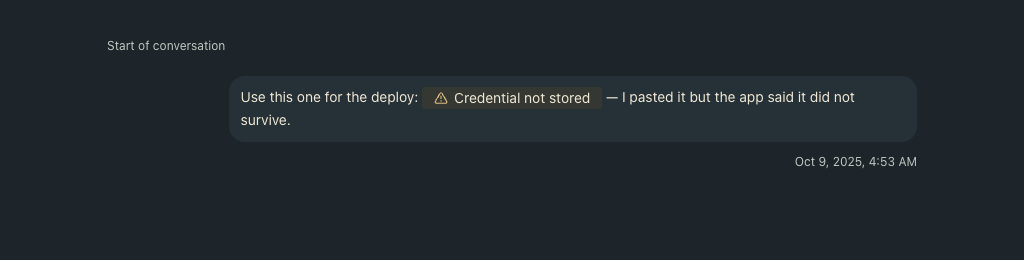 Start of conversation
Use this one for the deploy: Credential not stored — I pasted it but the app said it did not
survive.
Oct 9, 2025, 4:53 AM